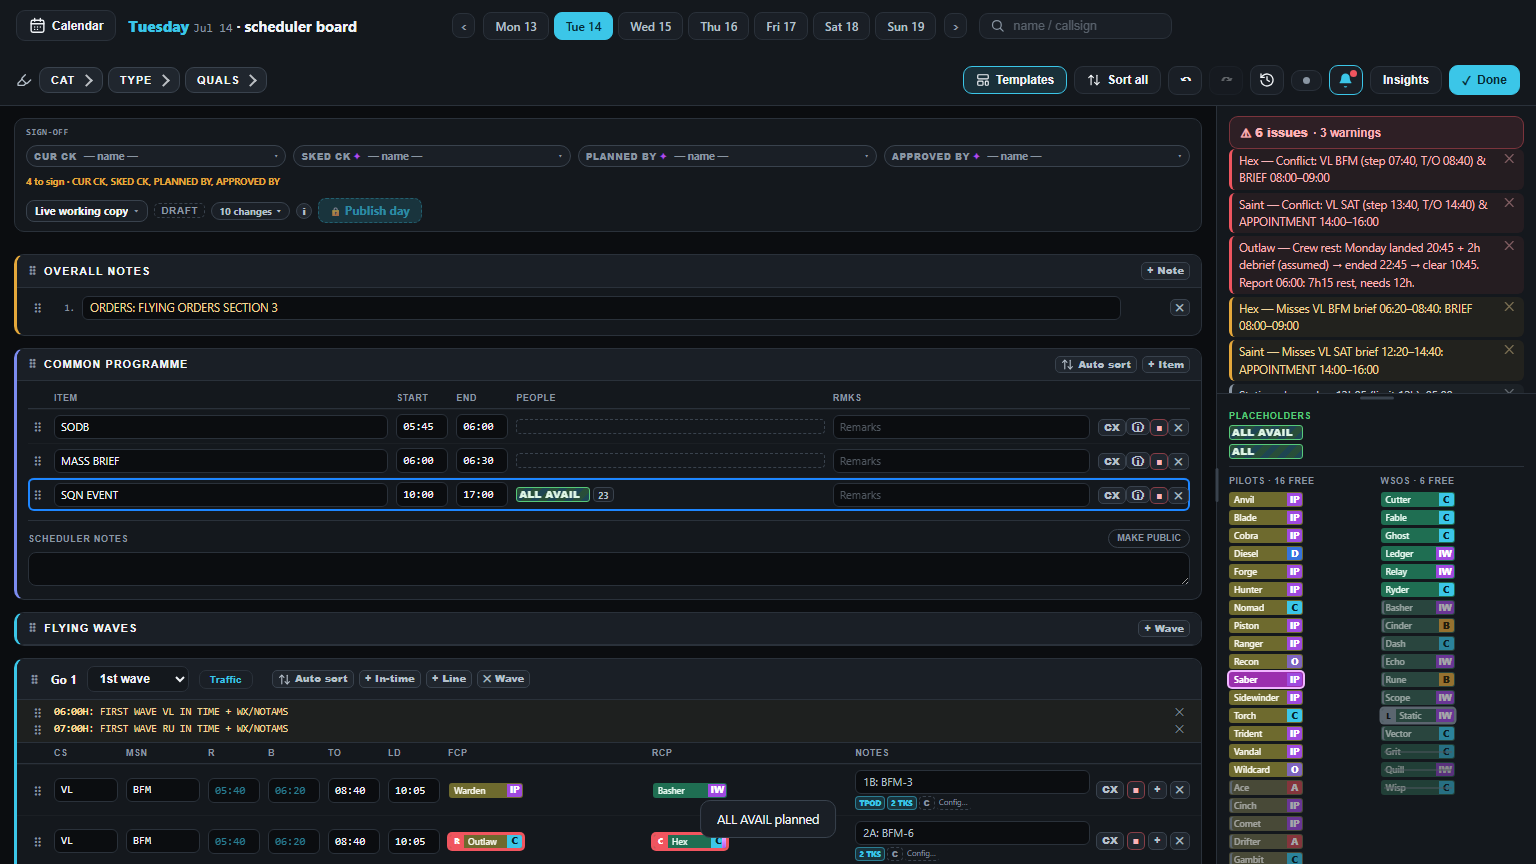 Calendar
Tuesday Jul 14 · scheduler board
Mon 13
Tue 14
Wed 15
Thu 16
Fri 17
Sat 18
Sun 19
name / callsign
CAT
TYPE
QUALS
Templates
Sort all
Insights
✓ Done
SIGN-OFF
CUR CK — name —
SKED CK ✦ — name —
PLANNED BY ✦ — name —
APPROVED BY ✦ — name —
4 to sign · CUR CK, SKED CK, PLANNED BY, APPROVED BY
Live working copy
DRAFT
10 changes
i
Publish day
OVERALL NOTES
+ Note
1. ORDERS: FLYING ORDERS SECTION 3
COMMON PROGRAMME
Auto sort
+ Item
ITEM START END PEOPLE RMKS
SODB 05:45 06:00 Remarks CX
MASS BRIEF 06:00 06:30 Remarks CX
SQN EVENT 10:00 17:00 ALL AVAIL 23 Remarks CX
SCHEDULER NOTES
MAKE PUBLIC
FLYING WAVES
+ Wave
Go 1
1st wave
Traffic
Auto sort
+ In-time
+ Line
X Wave
06:00H: FIRST WAVE VL IN TIME + WX/NOTAMS
07:00H: FIRST WAVE RU IN TIME + WX/NOTAMS
CS MSN R B TO LD FCP RCP NOTES
VL BFM 05:40 06:20 08:40 10:05 Warden IP Basher IW 1B: BFM-3 CX
TPOD 2 TKS C Config...
ALL AVAIL planned
VL BFM 05:40 06:20 08:40 10:05 R Outlaw C C Hex C 2A: BFM-6 CX
2 TKS C Config...
⚠ 6 issues · 3 warnings
Hex — Conflict: VL BFM (step 07:40, T/O 08:40) &
BRIEF 08:00–09:00
Saint — Conflict: VL SAT (step 13:40, T/O 14:40) &
APPOINTMENT 14:00–16:00
Outlaw — Crew rest: Monday landed 20:45 + 2h
debrief (assumed) → ended 22:45 → clear 10:45.
Report 06:00: 7h15 rest, needs 12h.
Hex — Misses VL BFM brief 06:20–08:40: BRIEF
08:00–09:00
Saint — Misses VL SAT brief 12:20–14:40:
APPOINTMENT 14:00–16:00
PLACEHOLDERS
ALL AVAIL
ALL
PILOTS · 16 FREE
Anvil IP
Blade IP
Cobra IP
Diesel D
Forge IP
Hunter IP
Nomad C
Piston IP
Ranger IP
Recon O
Saber IP
Sidewinder IP
Torch C
Trident IP
Vandal IP
Wildcard O
Ace A
Cinch IP
Comet IP
Drifter A
Gambit C
WSOS · 6 FREE
Cutter C
Fable C
Ghost C
Ledger IW
Relay IW
Ryder C
Basher IW
Cinder B
Dash C
Echo IW
Rune B
Scope IW
L Static IW
Vector C
Grit C
Quill IW
Wisp C